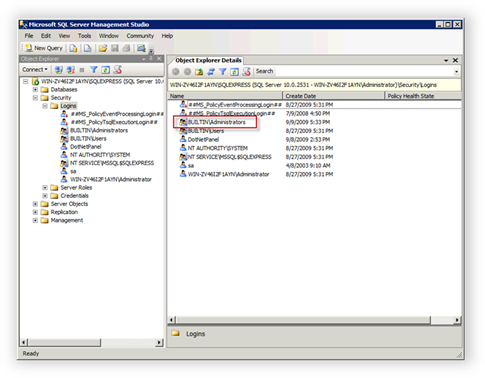 Microsoft SQL Server Management Studio
File Edit View Tools Window Community Help
New Query
Object Explorer
Connect
WIN-ZV46I2F1AYN\SQLEXPRESS (SQL Server 10.0
Databases
Security
Logins
##MS_PolicyEventProcessingLogin##
##MS_PolicyTsqlExecutionLogin##
BUILTIN\Administrators
BUILTIN\Users
DotNetPanel
NT AUTHORITY\SYSTEM
NT SERVICE\MSSQL$SQLEXPRESS
sa
WIN-ZV46I2F1AYN\Administrator
Server Roles
Credentials
Server Objects
Replication
Management
Object Explorer Details
Search
WIN-ZV46I2F1AYN\SQLEXPRESS (SQL Server 10.0.2531 - WIN-ZV46I2F1AYN\Administrator)\Security\Logins
Name Create Date Policy Health State
##MS_PolicyEventProcessingLogin## 8/27/2009 5:31 PM
##MS_PolicyTsqlExecutionLogin## 7/9/2008 4:50 PM
BUILTIN\Administrators 9/9/2009 5:33 PM
BUILTIN\Users 8/27/2009 5:31 PM
DotNetPanel 9/8/2009 2:53 PM
NT AUTHORITY\SYSTEM 8/27/2009 5:31 PM
NT SERVICE\MSSQL$SQLEXPRESS 8/27/2009 5:31 PM
sa 4/8/2003 9:10 AM
WIN-ZV46I2F1AYN\Administrator 8/27/2009 5:31 PM
Logins
Ready